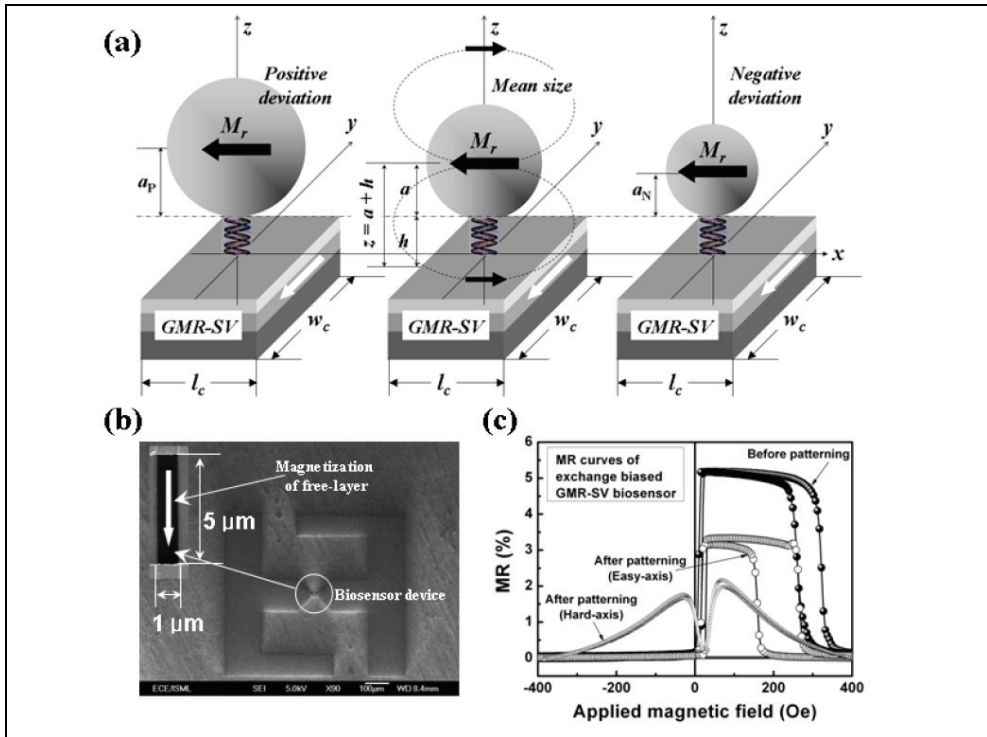 (a)
z
z
z
Positive
deviation
Mean size
Negative
deviation
y
y
y
M_r
M_r
M_r
a_P
z = a + h
a
h
a_N
x
GMR-SV
GMR-SV
GMR-SV
w_c
w_c
w_c
l_c
l_c
l_c
(b)
Magnetization
of free-layer
5 µm
Biosensor device
1 µm
ECE/ISML SEI 5.0kV X90 100µm WD 8.4mm
(c)
MR curves of
exchange biased
GMR-SV biosensor
Before patterning
After patterning
(Easy-axis)
After patterning
(Hard-axis)
MR (%)
6
5
4
3
2
1
0
-400 -200 0 200 400
Applied magnetic field (Oe)